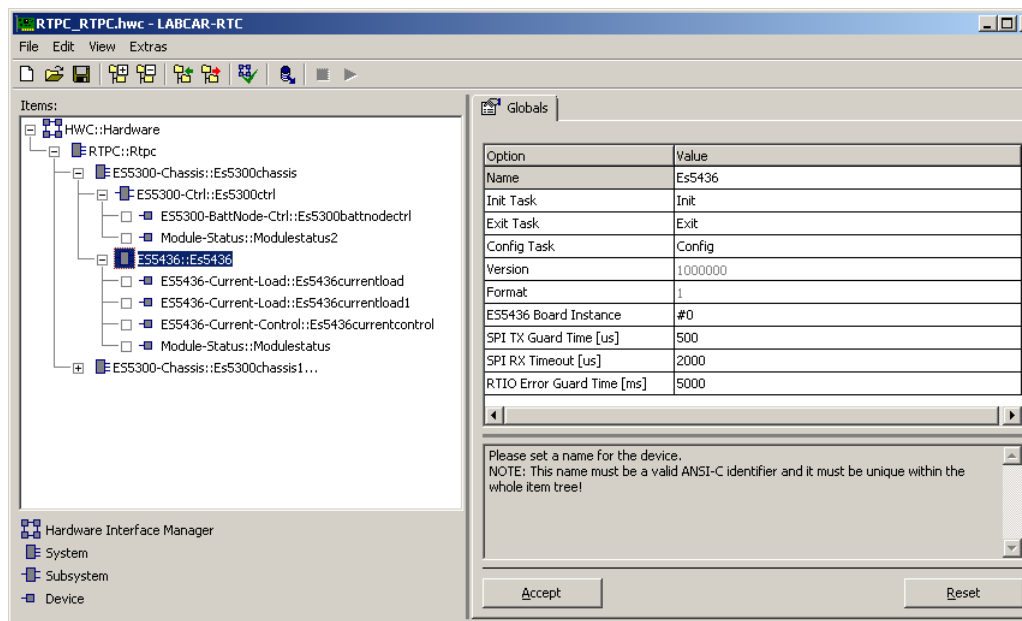 RTPC_RTPC.hwc - LABCAR-RTC
File Edit View Extras
Items:
HWC::Hardware
RTPC::Rtpc
ES5300-Chassis::Es5300chassis
ES5300-Ctrl::Es5300ctrl
ES5300-BattNode-Ctrl::Es5300battnodectrl
Module-Status::Modulestatus2
ES5436::Es5436
ES5436-Current-Load::Es5436currentload
ES5436-Current-Load::Es5436currentload1
ES5436-Current-Control::Es5436currentcontrol
Module-Status::Modulestatus
ES5300-Chassis::Es5300chassis1...
Hardware Interface Manager
System
Subsystem
Device
Globals
Option Value
Name Es5436
Init Task Init
Exit Task Exit
Config Task Config
Version 1000000
Format 1
ES5436 Board Instance #0
SPI TX Guard Time [us] 500
SPI RX Timeout [us] 2000
RTIO Error Guard Time [ms] 5000
Please set a name for the device.
NOTE: This name must be a valid ANSI-C identifier and it must be unique within the
whole item tree!
Accept Reset